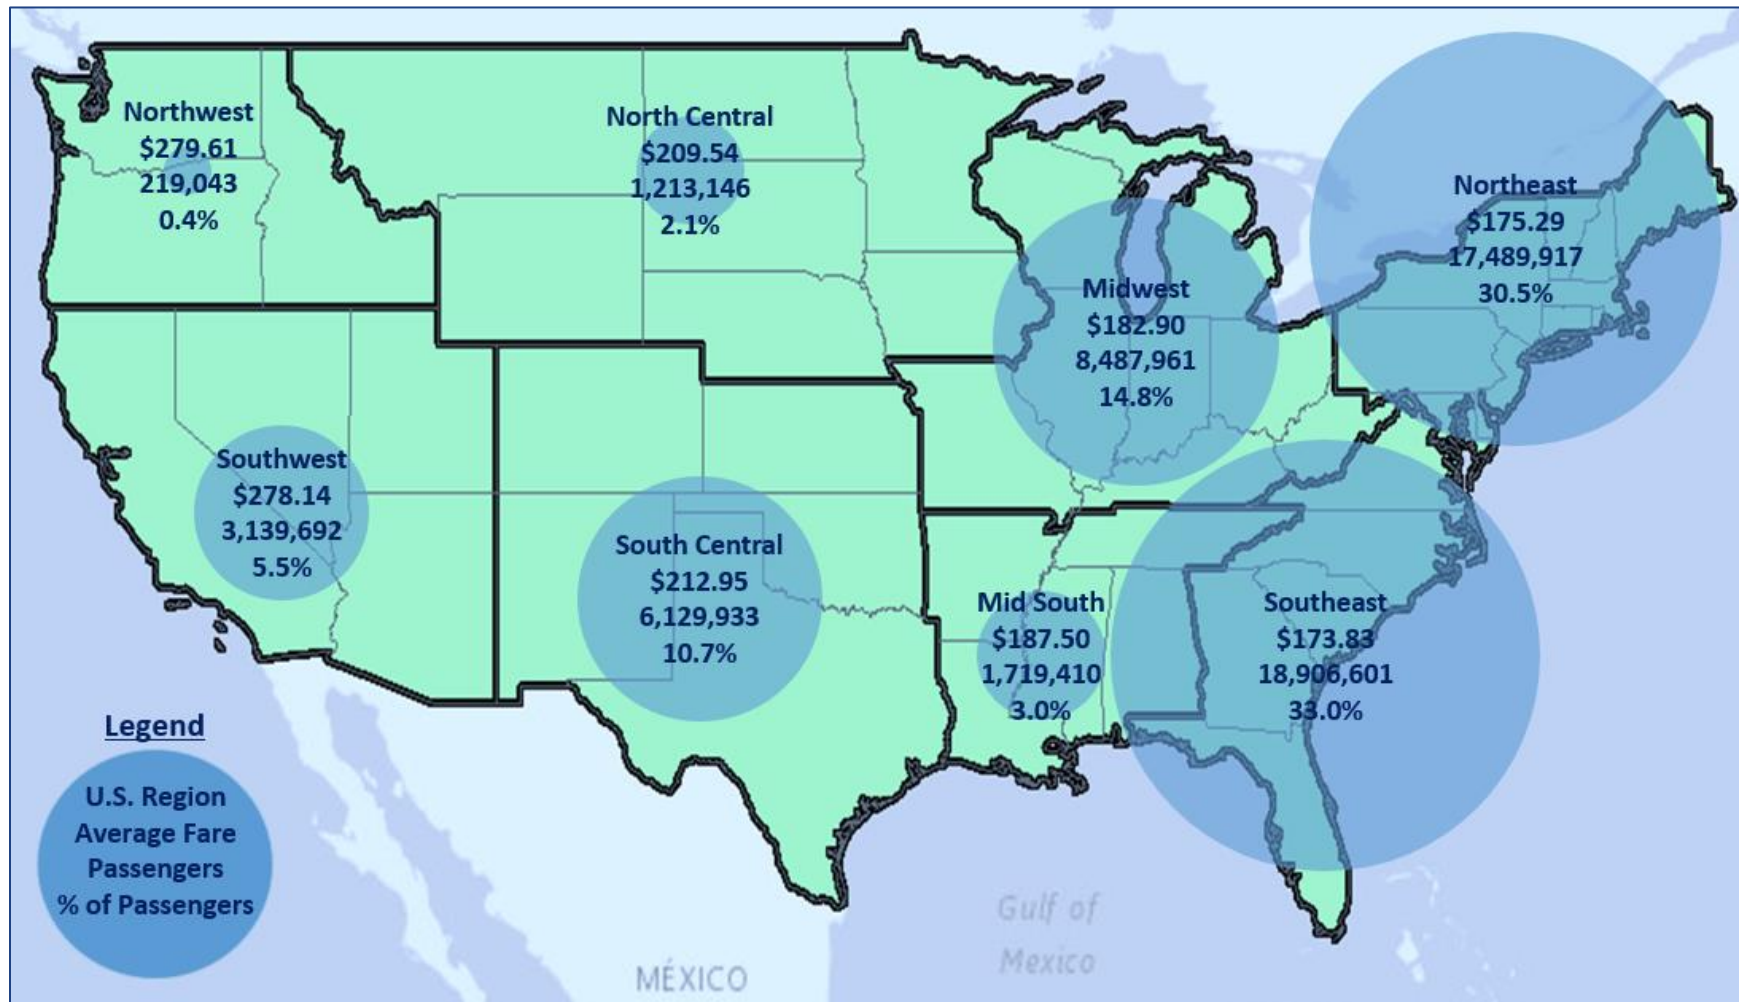 Northwest
$279.61
219,043
0.4%
North Central
$209.54
1,213,146
2.1%
Northeast
$175.29
17,489,917
30.5%
Midwest
$182.90
8,487,961
14.8%
Southwest
$278.14
3,139,692
5.5%
South Central
$212.95
6,129,933
10.7%
Mid South
$187.50
1,719,410
3.0%
Southeast
$173.83
18,906,601
33.0%
Legend
U.S. Region
Average Fare
Passengers
% of Passengers
Gulf of
Mexico
MÉXICO